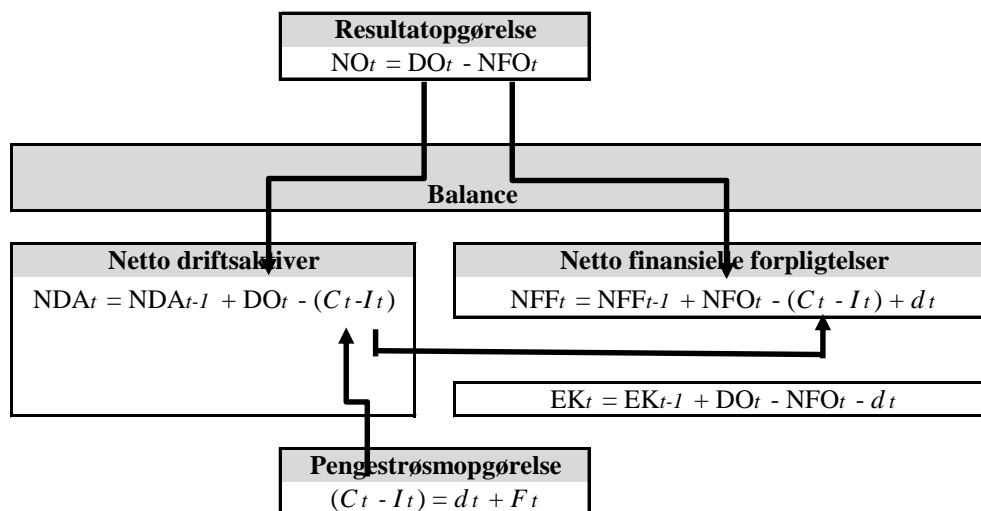 Resultatopgørelse
NOt = DOt - NFOt
Balance
Netto driftsaktiver
NDAt = NDAt-1 + DOt - (Ct-It)
Netto finansielle forpligtelser
NFFt = NFFt-1 + NFOt - (Ct - It) + dt
EKt = EKt-1 + DOt - NFOt - dt
Pengestrøsmopgørelse
(Ct - It) = dt + Ft